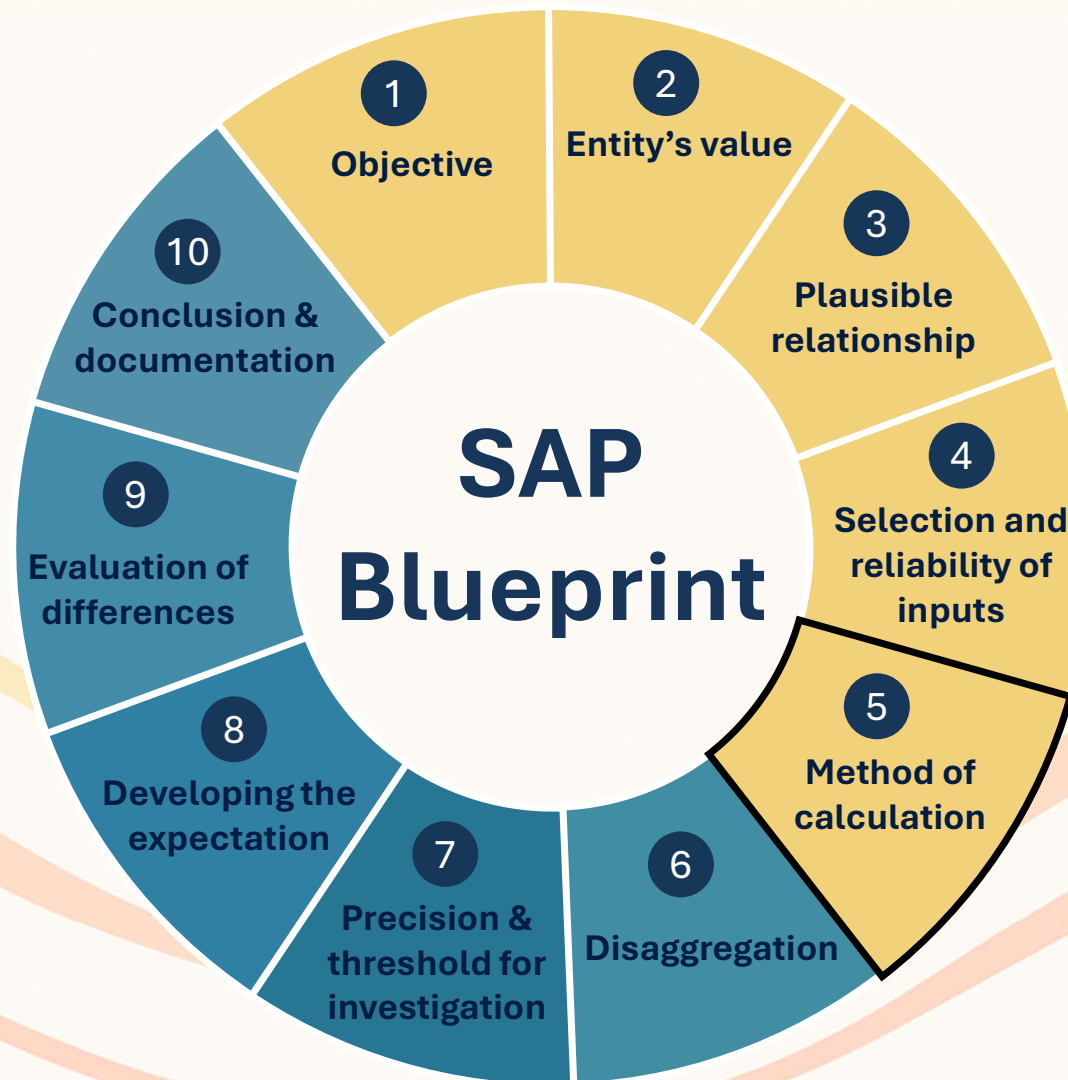 1
Objective
2
Entity’s value
3
Plausible
relationship
4
Selection and
reliability of
inputs
5
Method of
calculation
6
Disaggregation
7
Precision &
threshold for
investigation
8
Developing the
expectation
9
Evaluation of
differences
10
Conclusion &
documentation
SAP
Blueprint